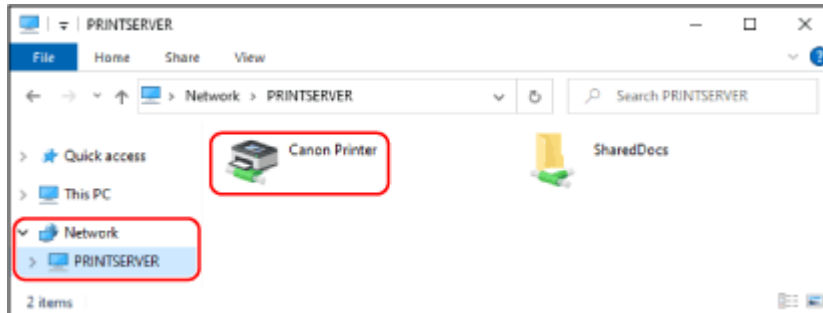 PRINTSERVER
File Home Share View
Network > PRINTSERVER
Search PRINTSERVER
Quick access
This PC
Network
PRINTSERVER
Canon Printer
SharedDocs
2 items